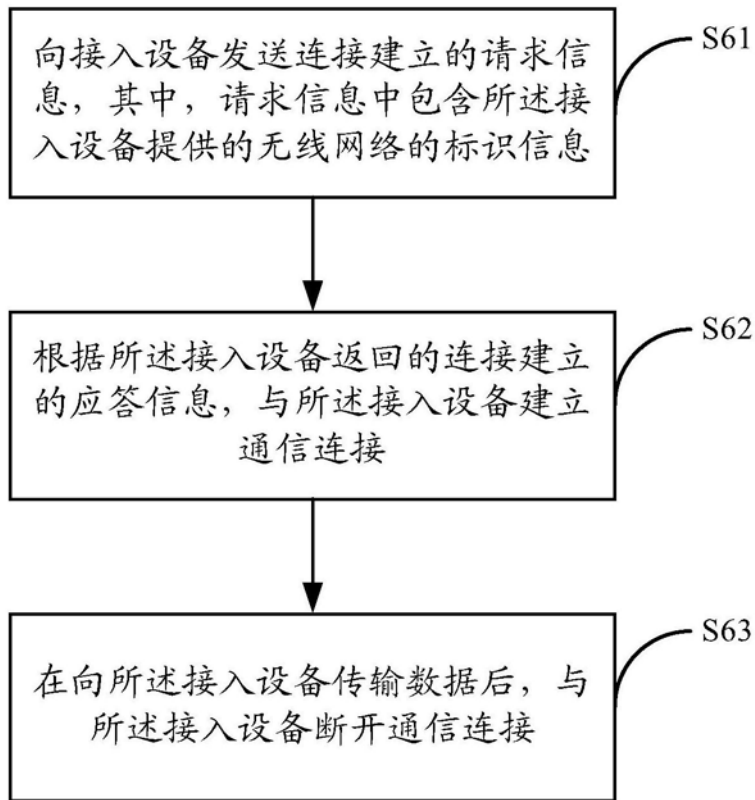 向接入设备发送连接建立的请求信
息，其中，请求信息中包含所述接
入设备提供的无线网络的标识信息
S61
根据所述接入设备返回的连接建立
的应答信息，与所述接入设备建立
通信连接
S62
在向所述接入设备传输数据后，与
所述接入设备断开通信连接
S63